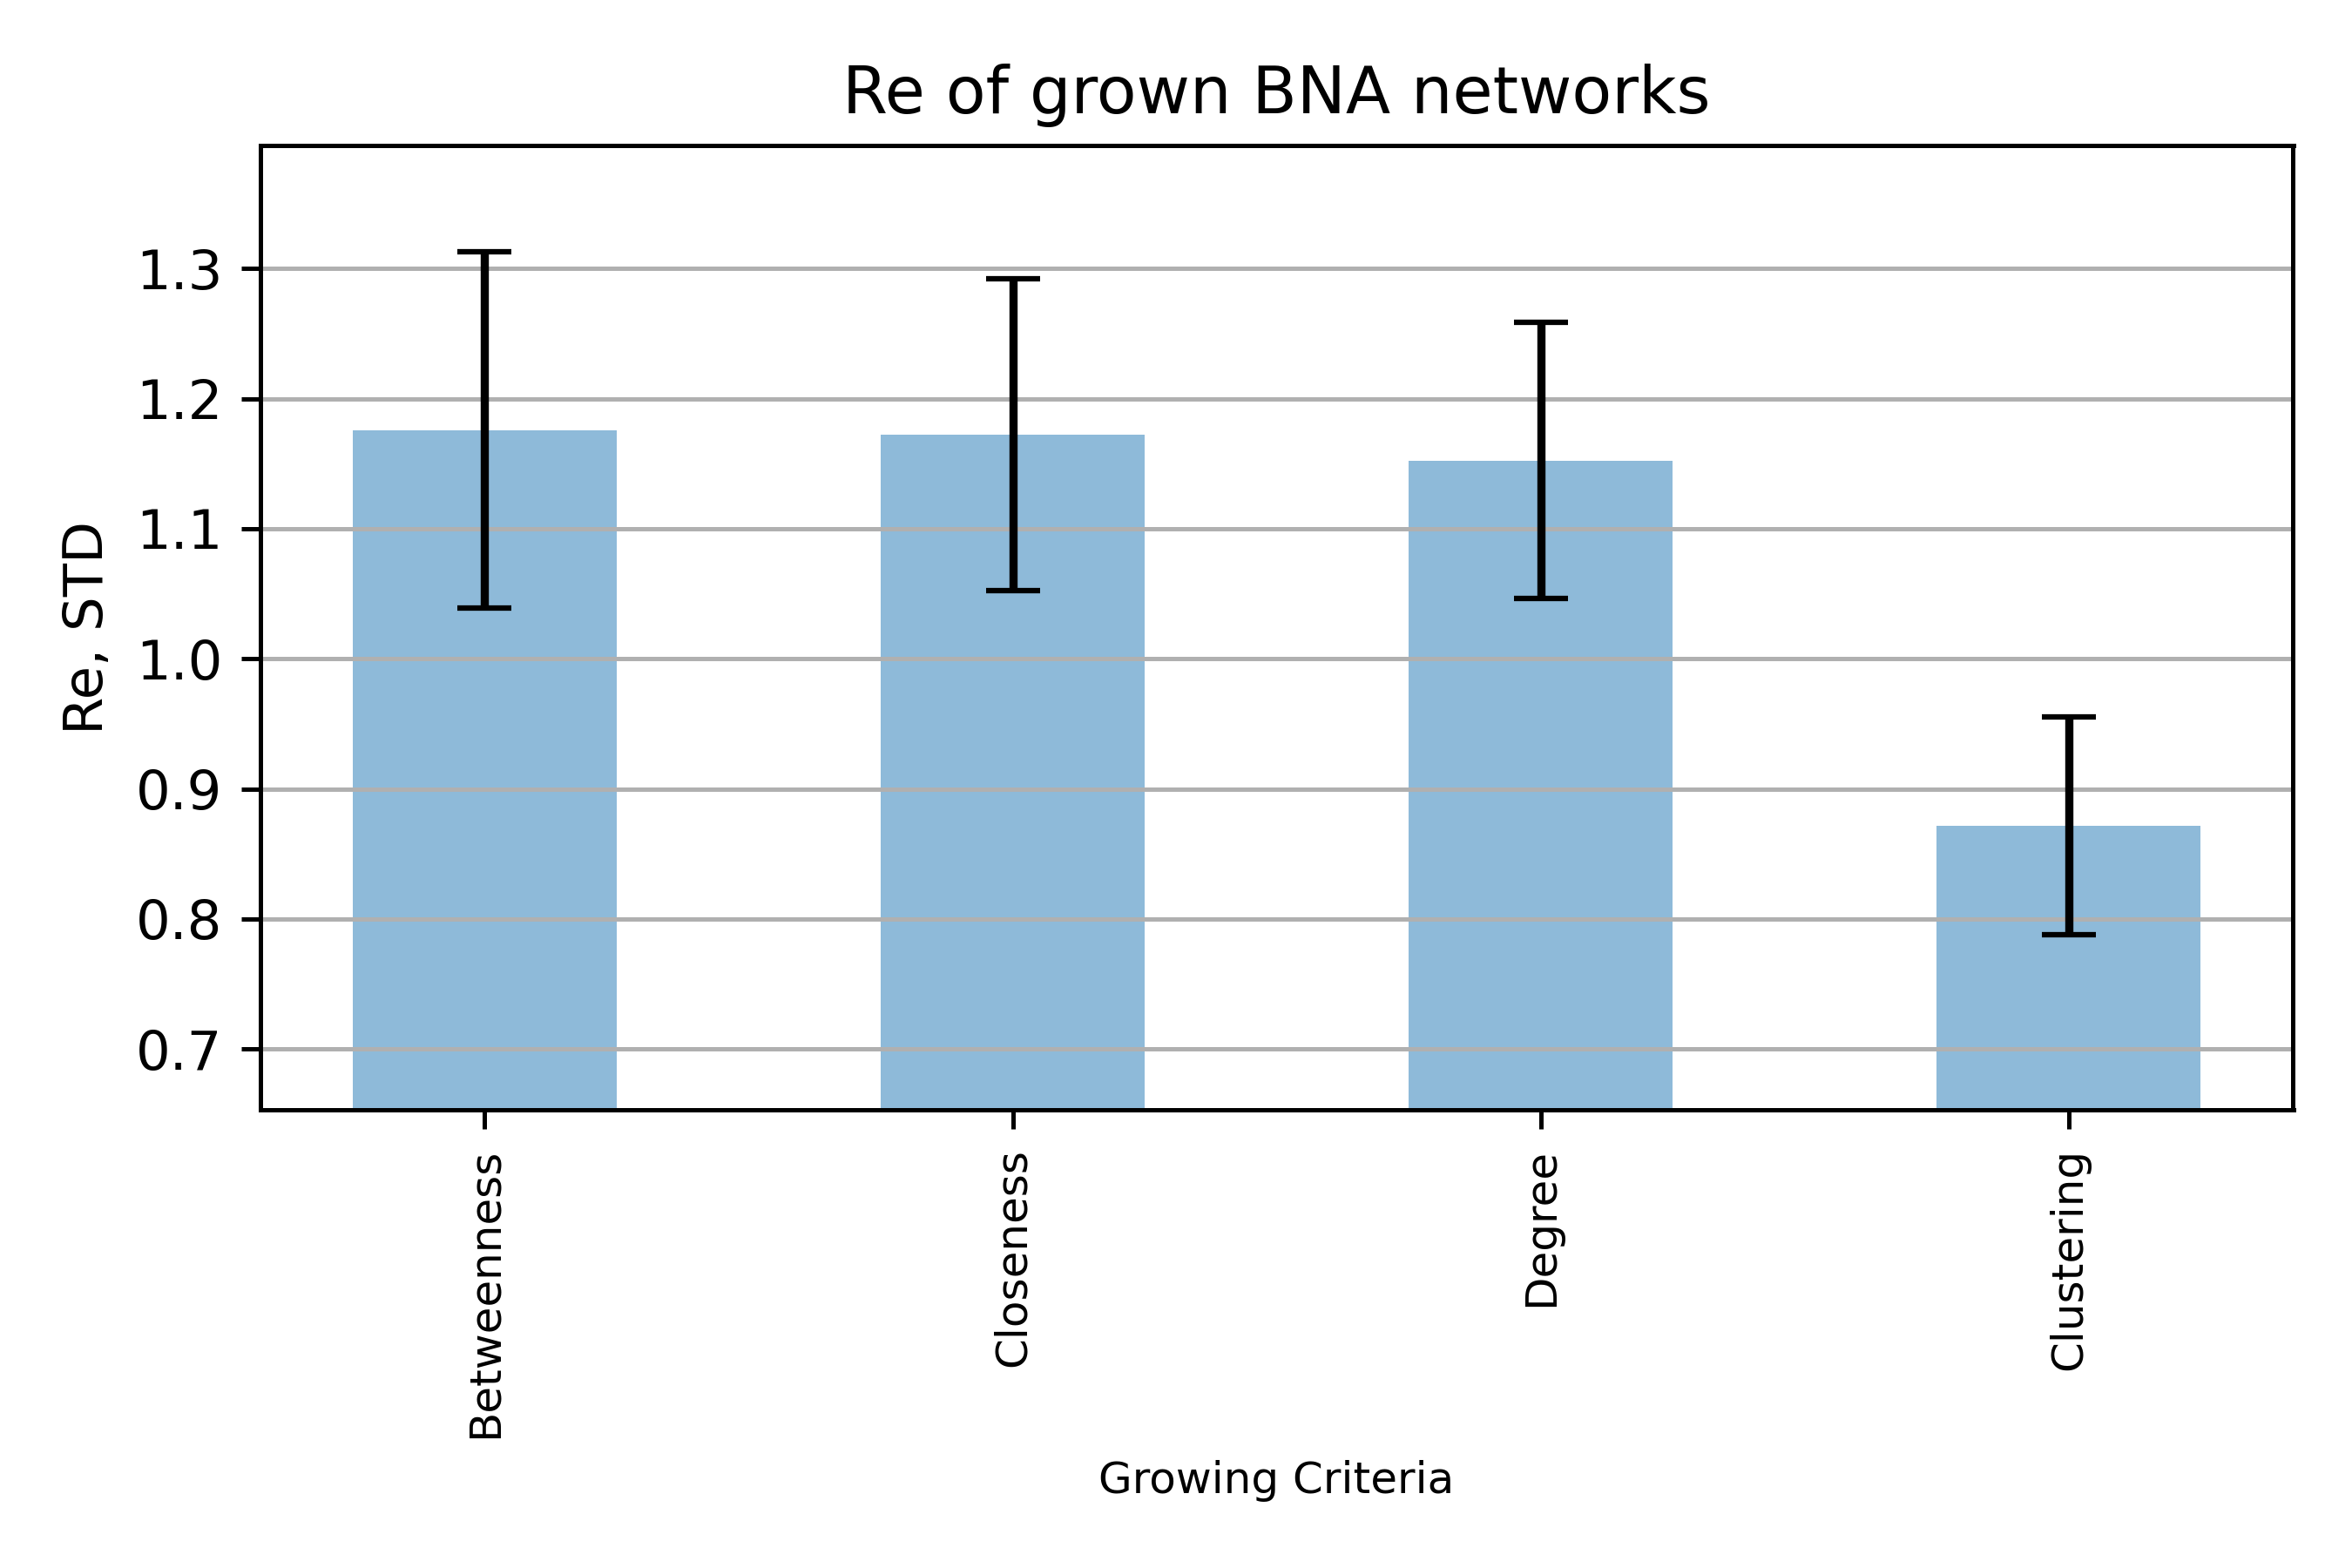 Re of grown BNA networks
Re, STD
1.3
1.2
1.1
1.0
0.9
0.8
0.7
Betweenness
Closeness
Degree
Clustering
Growing Criteria